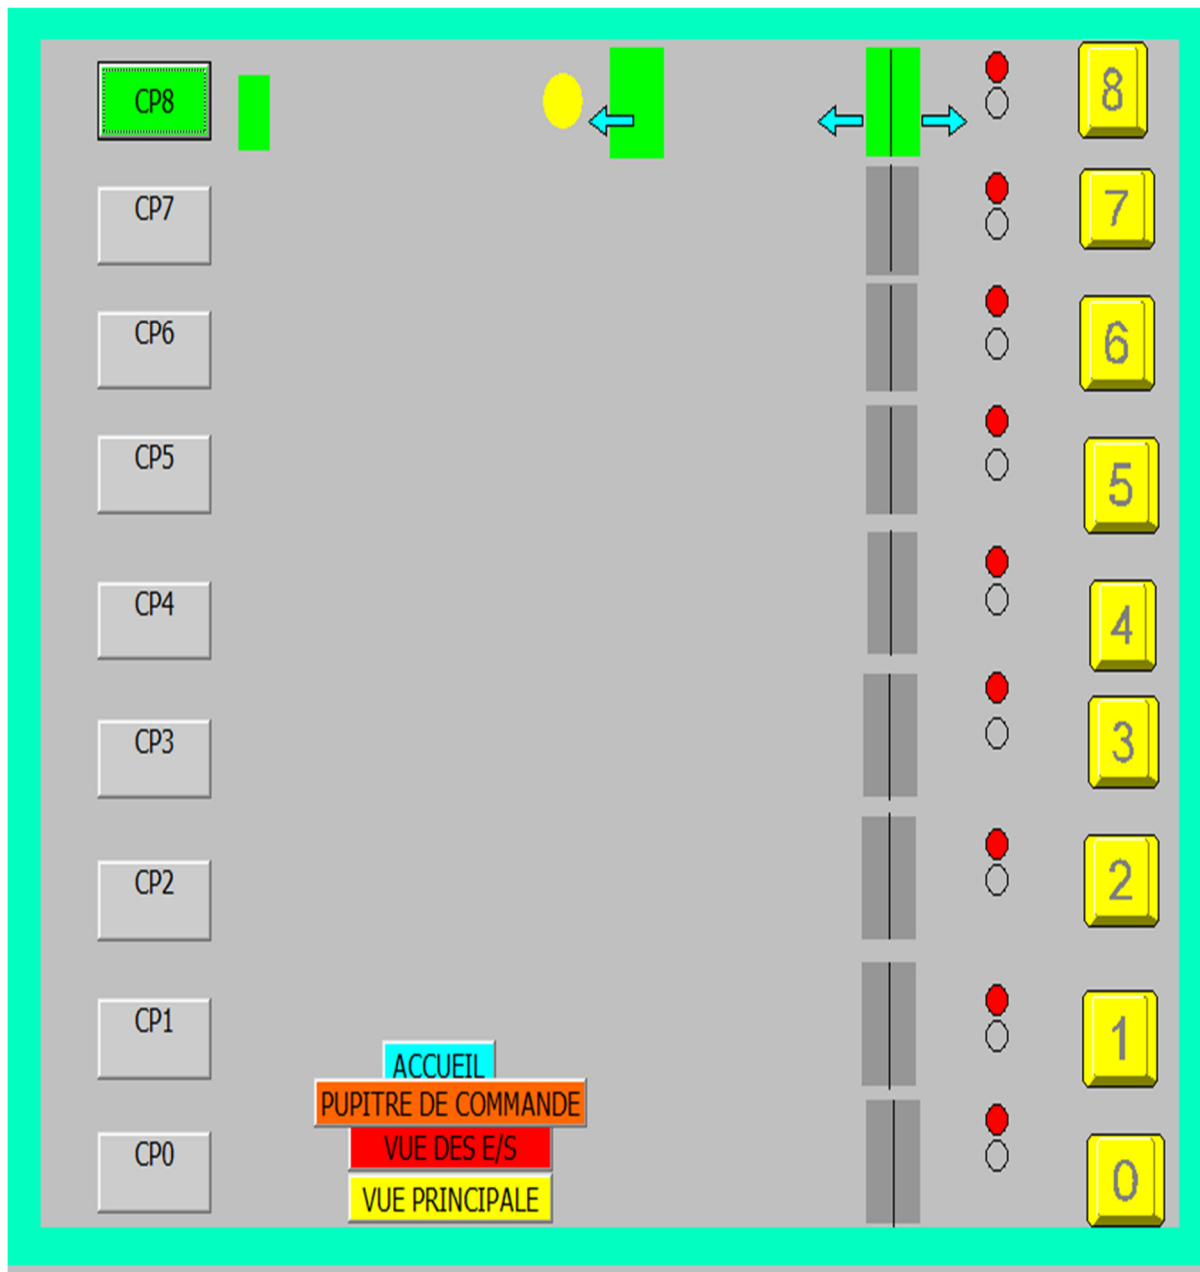 CP8
8
CP7
7
CP6
6
CP5
5
CP4
4
CP3
3
CP2
2
CP1
1
ACCUEIL
PUPITRE DE COMMANDE
VUE DES E/S
VUE PRINCIPALE
CP0
0